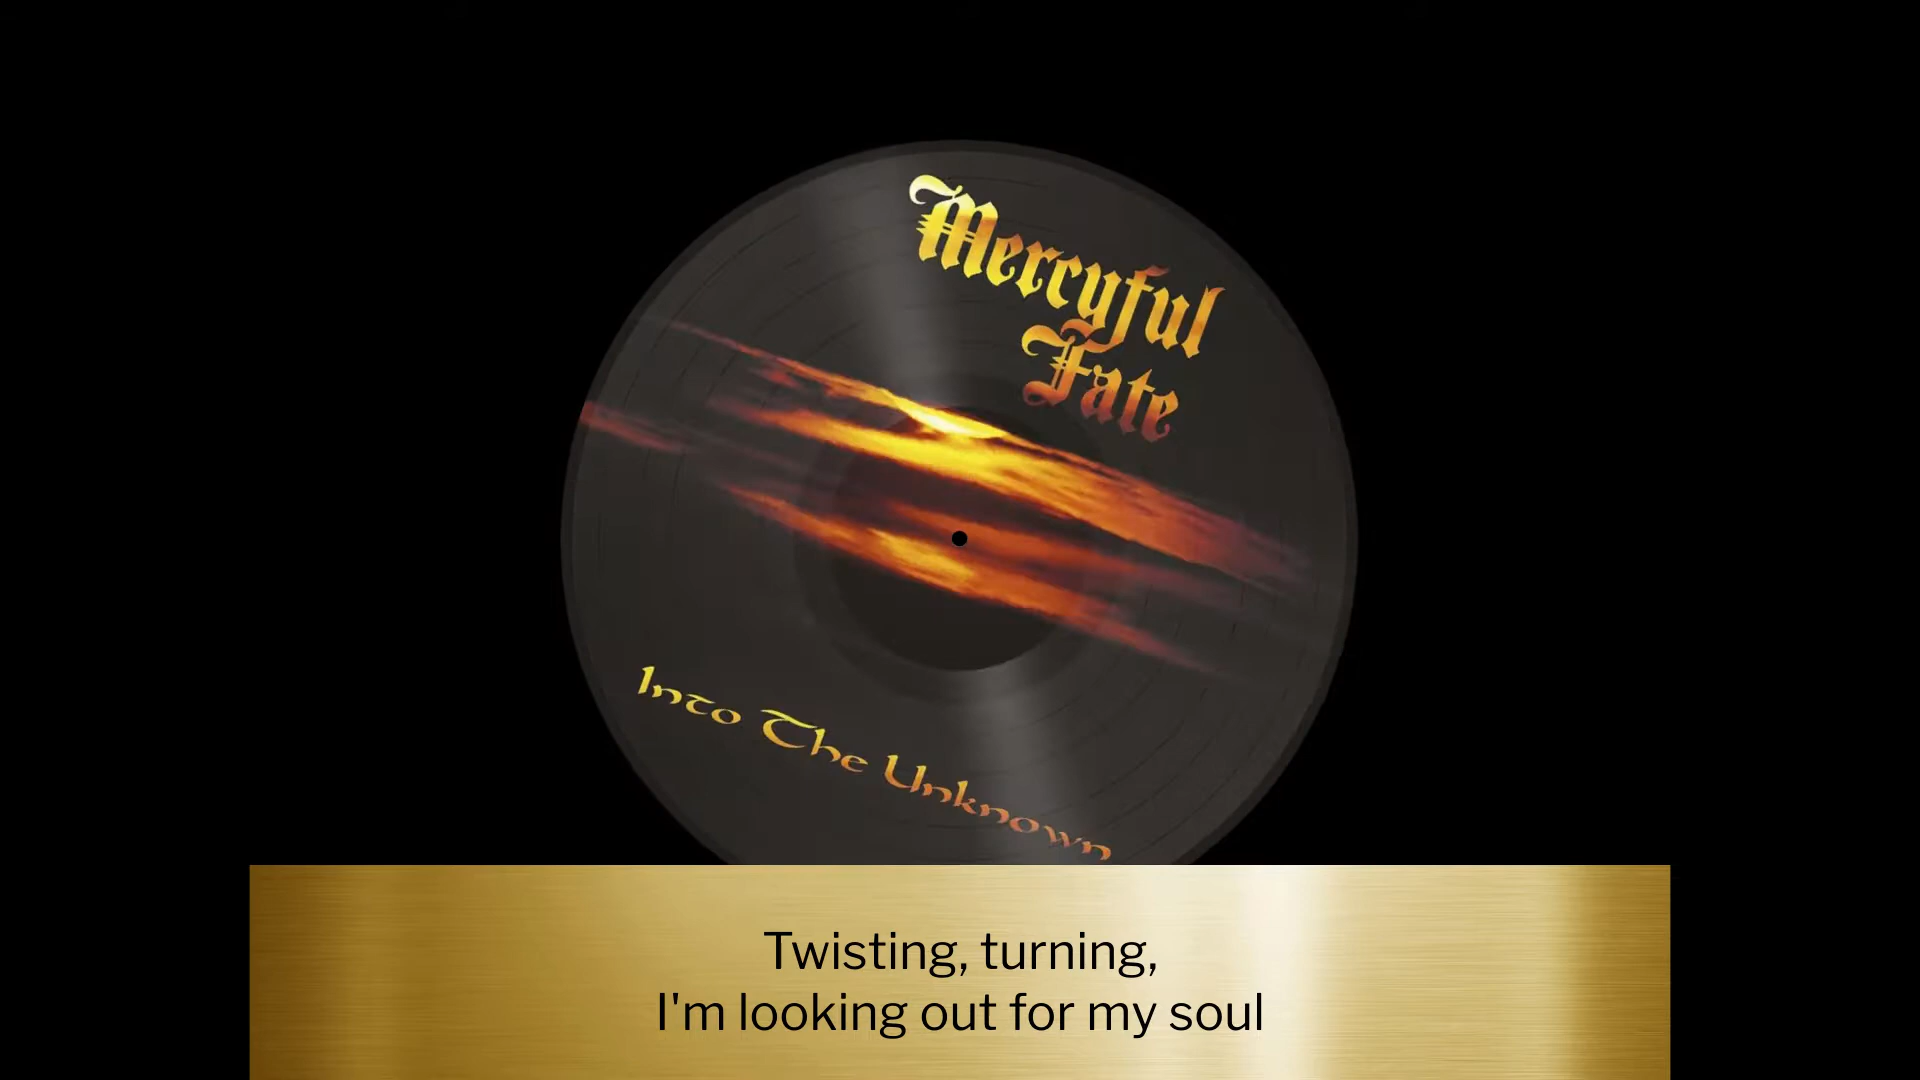 Mercyful
Fate
Into The Unknown
Twisting, turning,
I'm looking out for my soul